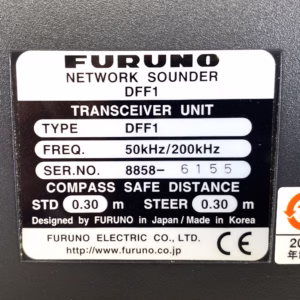 FURUNO
NETWORK SOUNDER
DFF1
TRANSCEIVER UNIT
TYPE DFF1
FREQ. 50kHz/200kHz
SER.NO. 8858-6155
COMPASS SAFE DISTANCE
STD 0.30 m STEER 0.30 m
Designed by FURUNO in Japan/Made in Korea
FURUNO ELECTRIC CO., LTD.
http://www.furuno.co.jp CE
20
年